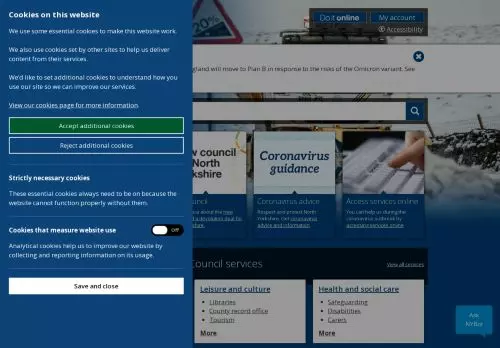 Cookies on this website
We use some essential cookies to make this website work.
We also use cookies set by other sites to help us deliver
content from their services.
We'd like to set additional cookies to understand how you
use our site so we can improve our services.
View our cookies page for more information.
Accept additional cookies
Reject additional cookies
Strictly necessary cookies
These essential cookies always need to be on because the
website cannot function properly without them.
Cookies that measure website use
Off
Analytical cookies help us to improve our website by
collecting and reporting information on its usage.
Save and close
20%
Do it online
My account
Accessibility
will move to Plan B in response to the risks of the Omicron variant. See
council
North
Coronavirus
guidance
Coronavirus advice
Respect and protect North
Yorkshire. Get coronavirus
advice and information
Access services online
You can help us during the
coronavirus outbreak by
accessing services online
Council services
View all services
Leisure and culture
Libraries
County record office
Tourism
More
Health and social care
Safeguarding
Disabilities
Carers
More
Ask
NYBot